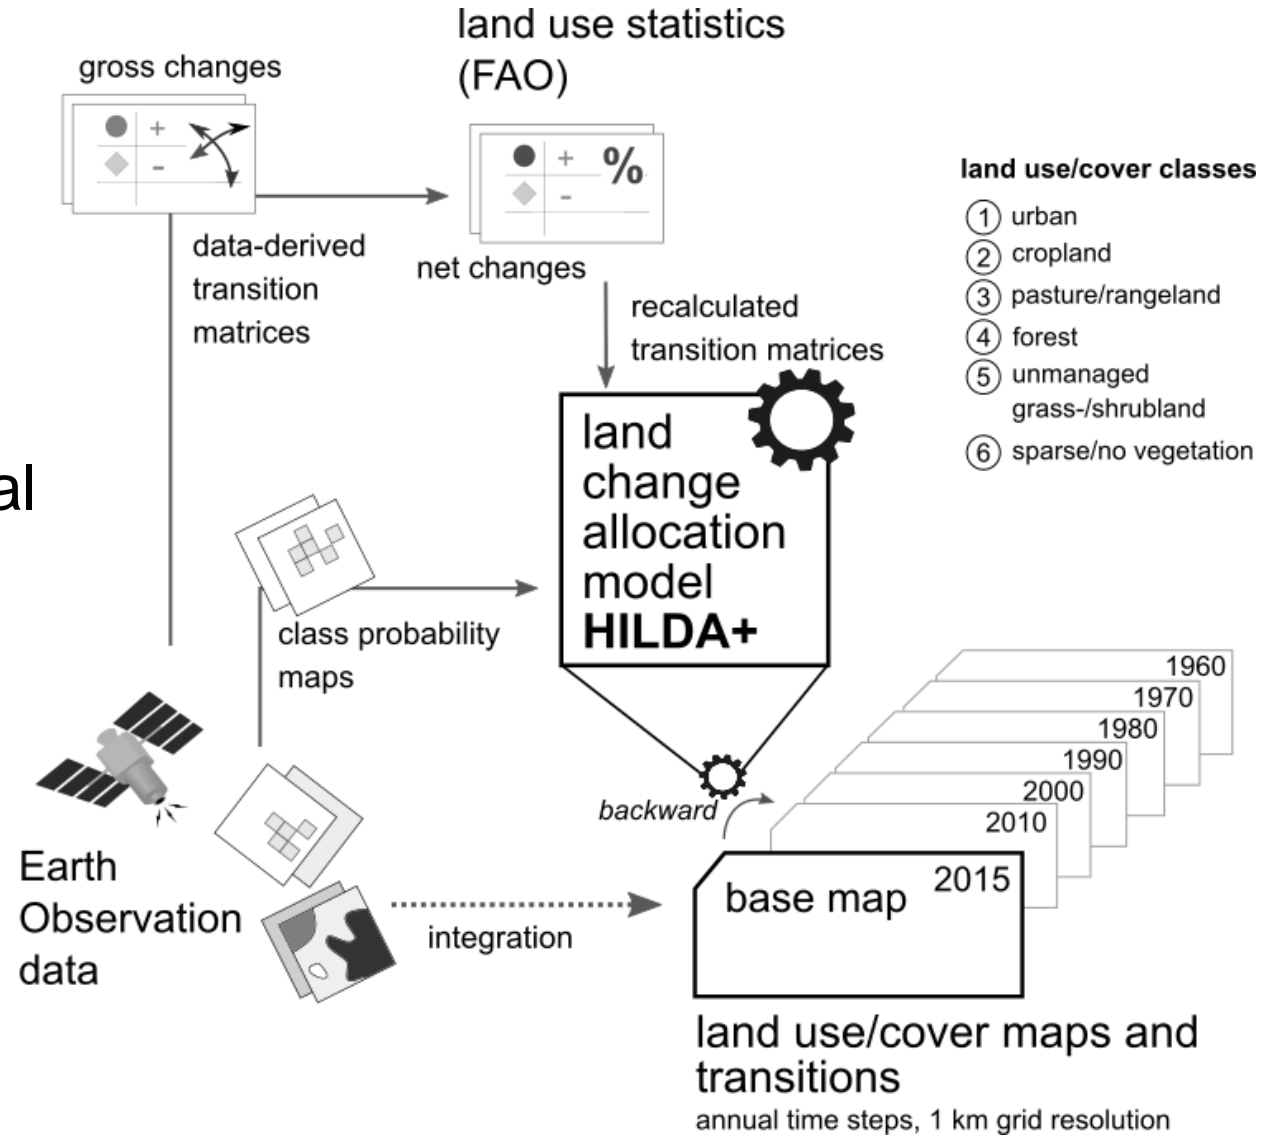 land use statistics
(FAO)
gross changes
+
-
%
+
-
data-derived
transition
matrices
net changes
recalculated
transition matrices
land use/cover classes
1 urban
2 cropland
3 pasture/rangeland
4 forest
5 unmanaged
grass-/shrubland
6 sparse/no vegetation
land
change
allocation
model
HILDA+
al
class probability
maps
1960
1970
1980
1990
2000
2010
2015
backward
base map
Earth
Observation
data
integration
land use/cover maps and
transitions
annual time steps, 1 km grid resolution